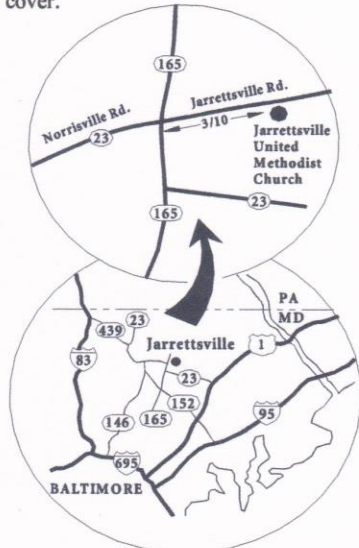 cover.
165
Jarrettsville Rd.
Norrisville Rd.
3/10
23
Jarrettsville
United
Methodist
Church
23
165
PA
MD
23
439
1
83
Jarrettsville
23
152
95
146
165
695
BALTIMORE